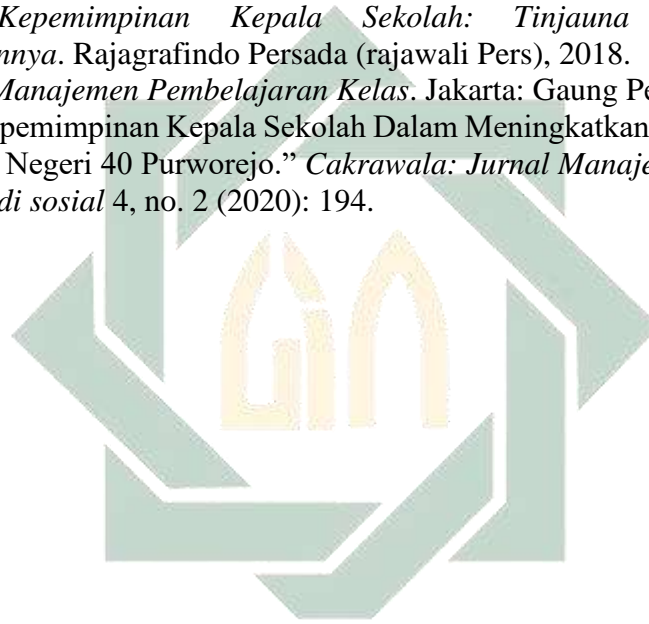 Kepemimpinan Kepala Sekolah: Tinjauna
nnya. Rajagrafindo Persada (rajawali Pers), 2018.
Manajemen Pembelajaran Kelas. Jakarta: Gaung Pe
pemimpinan Kepala Sekolah Dalam Meningkatkan
Negeri 40 Purworejo.” Cakrawala: Jurnal Manaje
di sosial 4, no. 2 (2020): 194.